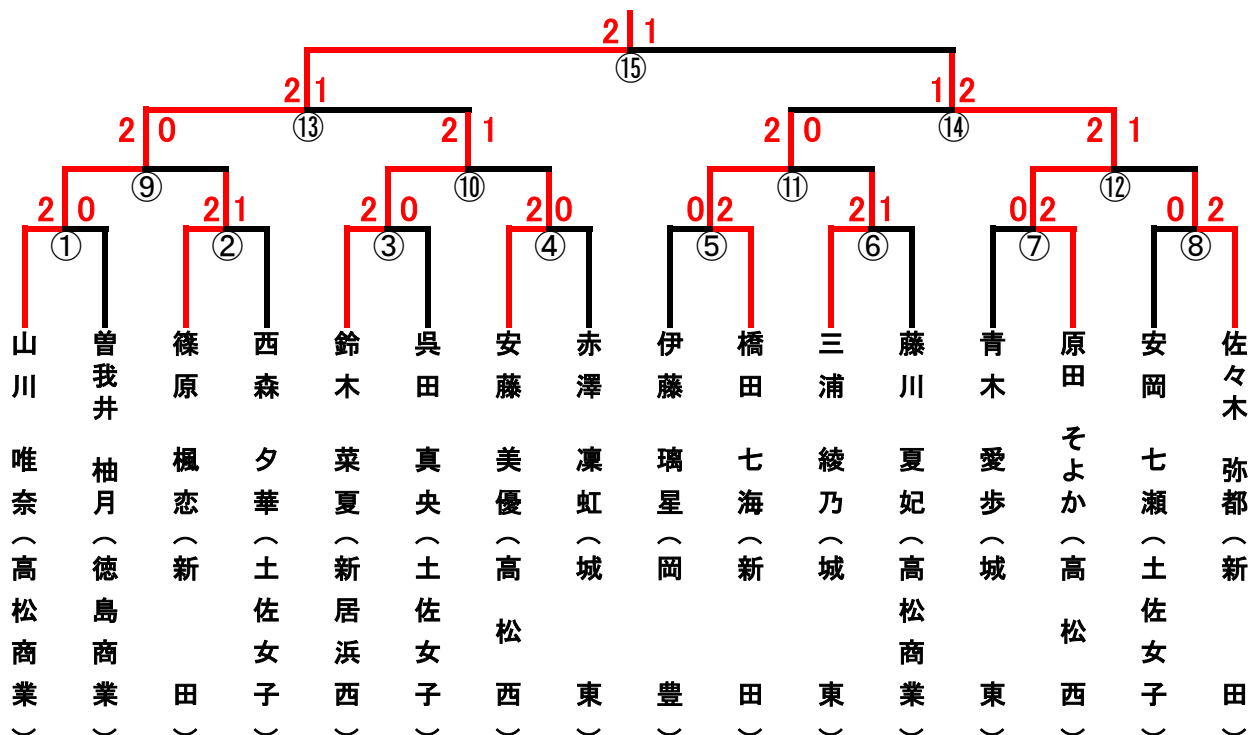 2 1
⑮
2 1
1 2
⑬
⑭
2 0
2 1
2 0
2 1
⑨
⑩
⑪
⑫
2 0
2 1
2 0
2 0
0 2
2 1
0 2
0 2
①
②
③
④
⑤
⑥
⑦
⑧
山川 唯奈（高松商業）
曽我井 柚月（徳島商業）
篠原 楓恋（新田）
西森 夕華（土佐女子）
鈴木 菜夏（新居浜西）
呉田 真央（土佐女子）
安藤 美優（高松西）
赤澤 凜虹（城東）
伊藤 璃星（岡豊）
橋田 七海（新田）
三浦 綾乃（城東）
藤川 夏妃（高松商業）
青木 愛歩（城東）
原田 そよか（高松西）
安岡 七瀬（土佐女子）
佐々木 弥都（新田）